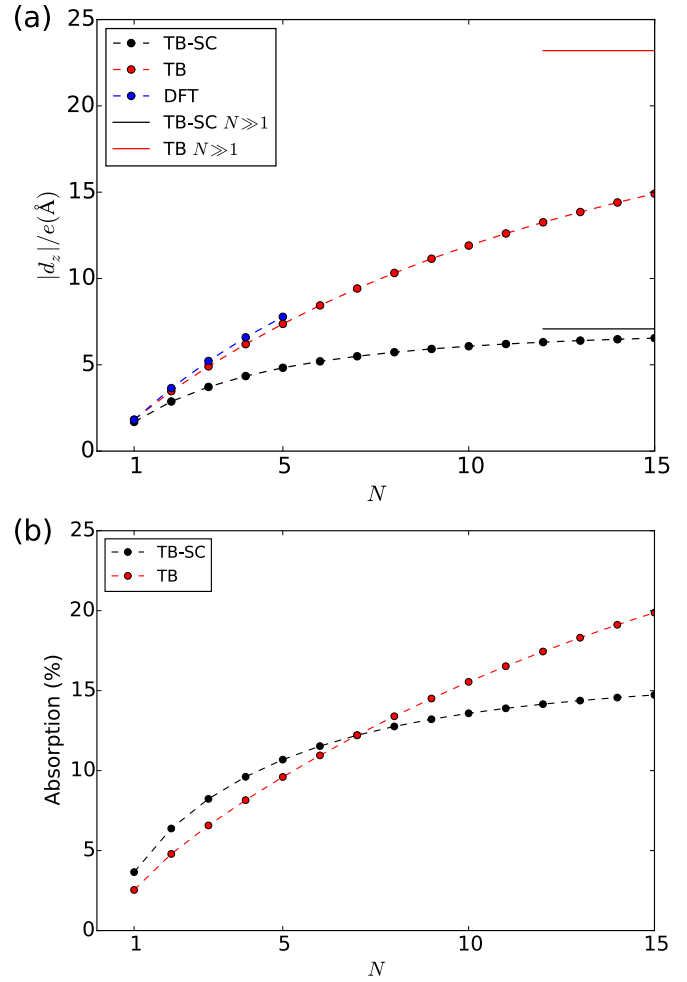 (a)
TB-SC
TB
DFT
TB-SC N≫1
TB N≫1
25
20
15
10
5
0
|d_z|/e(Å)
1 5 10 15
N
(b)
TB-SC
TB
25
20
15
10
5
0
Absorption (%)
1 5 10 15
N